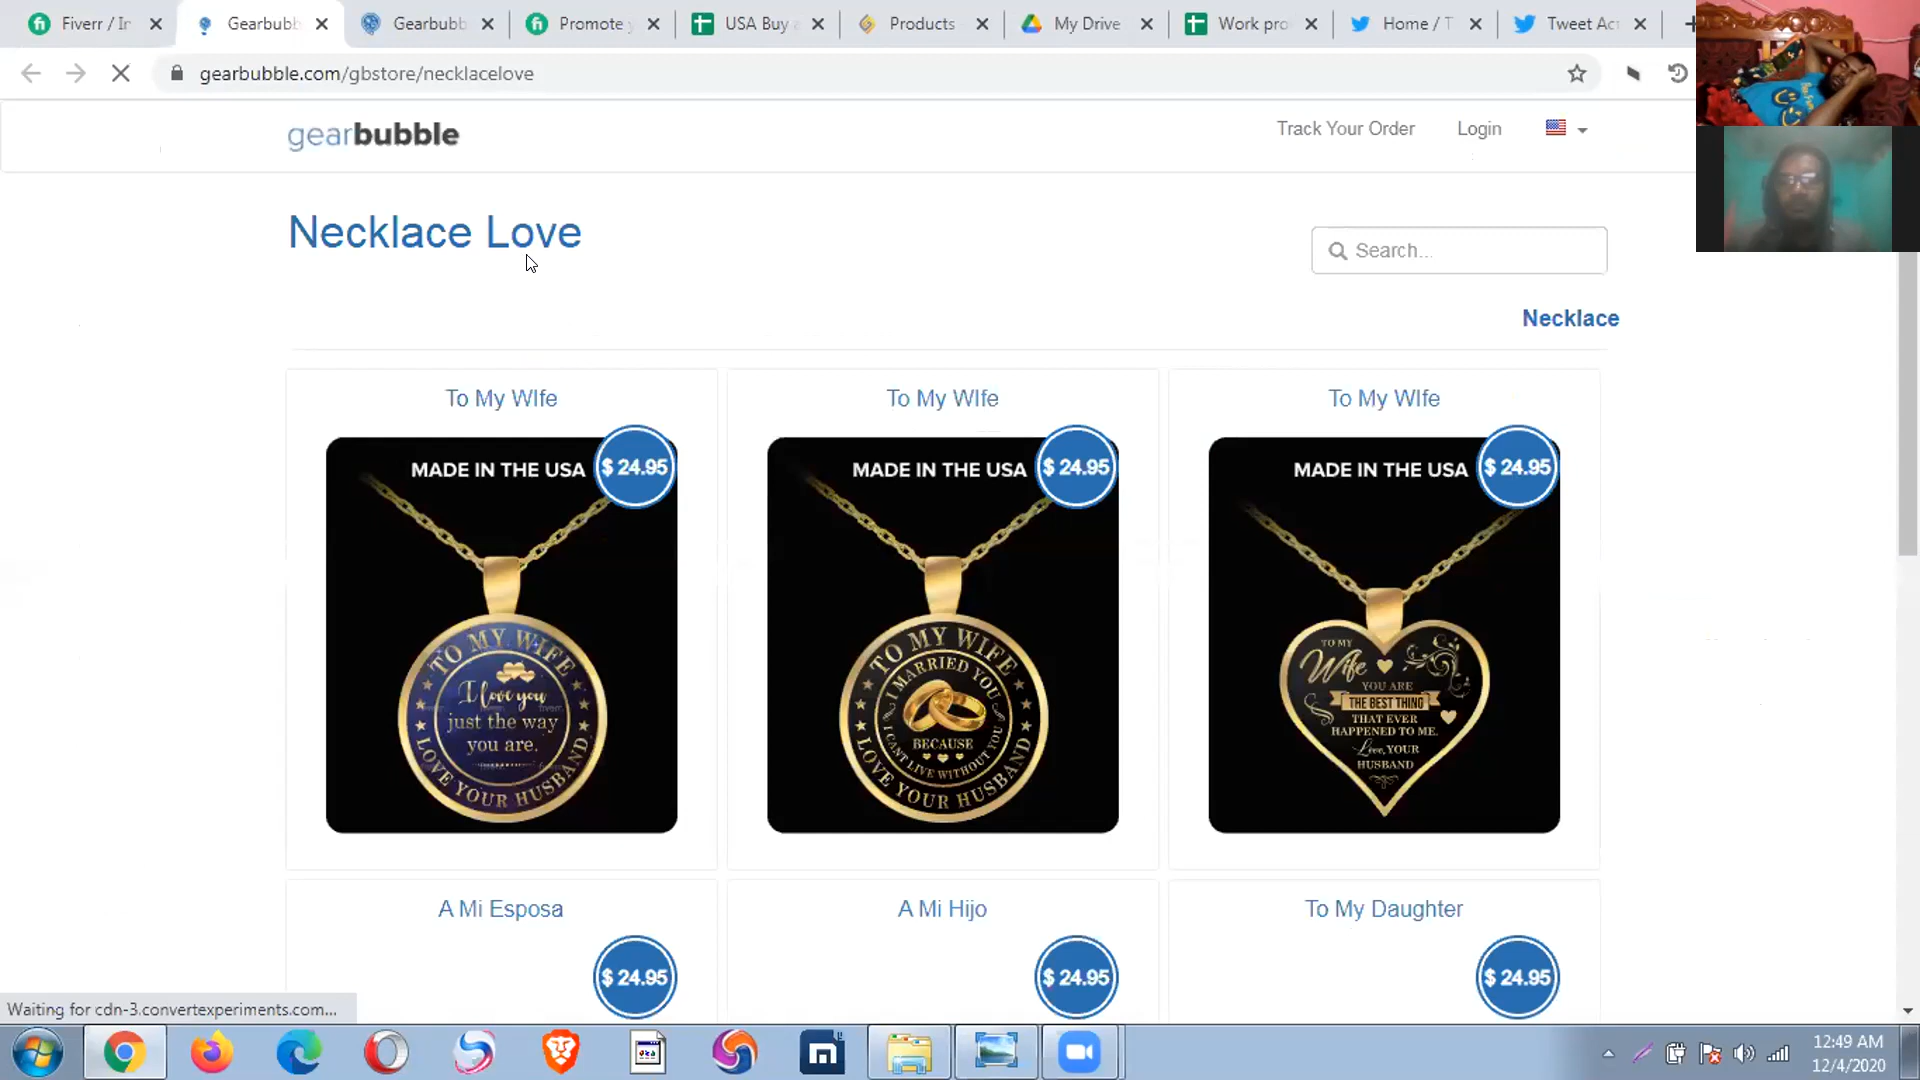 Fiverr / In
Gearbubb
Gearbubb
Promote y
USA Buy a
Products
My Drive
Work pro
Home / T
Tweet Act
gearbubble.com/gbstore/necklacelove
gearbubble
Track Your Order
Login
Necklace Love
Search...
Necklace
To My WIfe
To My WIfe
To My WIfe
MADE IN THE USA
$ 24.95
MADE IN THE USA
$ 24.95
MADE IN THE USA
$ 24.95
TO MY WIFE
I love you
just the way
you are.
LOVE YOUR HUSBAND
TO MY WIFE
I MARRIED YOU
BECAUSE
I CANT LIVE WITHOUT YOU
LOVE YOUR HUSBAND
TO MY
Wife
YOU ARE
THE BEST THING
THAT EVER
HAPPENED TO ME.
Love, YOUR
HUSBAND
A Mi Esposa
A Mi Hijo
To My Daughter
$ 24.95
$ 24.95
$ 24.95
Waiting for cdn-3.convertexperiments.com...
12:49 AM
12/4/2020